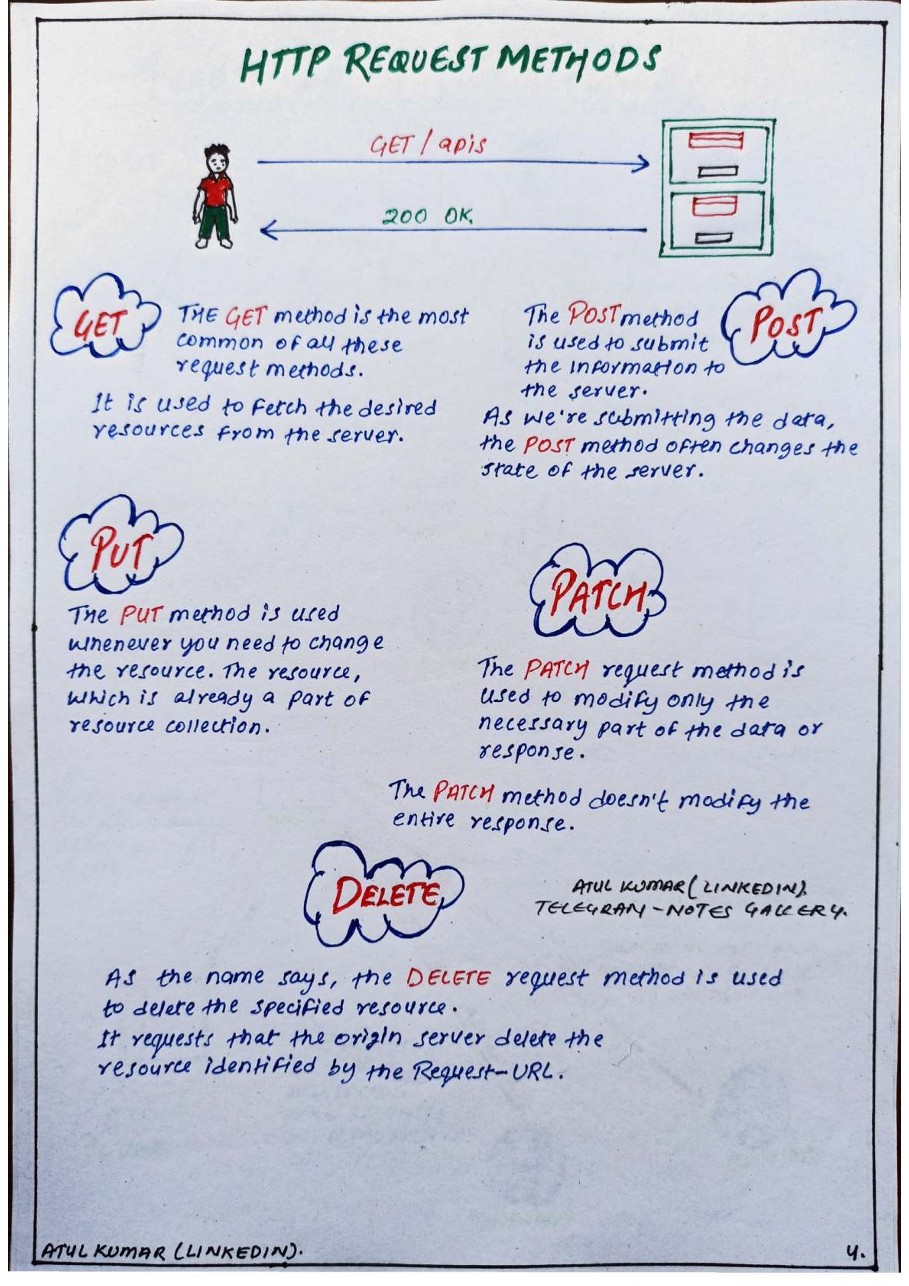 HTTP REQUEST METHODS
GET / apis
200 OK
GET
THE GET method is the most
common of all these
request methods.
It is used to fetch the desired
resources from the server.
POST
The POST method
is used to submit
the information to
the server.
As we're submitting the data,
the POST method often changes the
state of the server.
PUT
The PUT method is used
whenever you need to change
the resource. The resource,
which is already a part of
resource collection.
PATCH
The PATCH request method is
used to modify only the
necessary part of the data or
response.
The PATCH method doesn't modify the
entire response.
DELETE
ATUL KUMAR (LINKEDIN).
TELEGRAM - NOTES GALLERY.
As the name says, the DELETE request method is used
to delete the specified resource.
It requests that the origin server delete the
resource identified by the Request-URL.
ATUL KUMAR (LINKEDIN).
4.